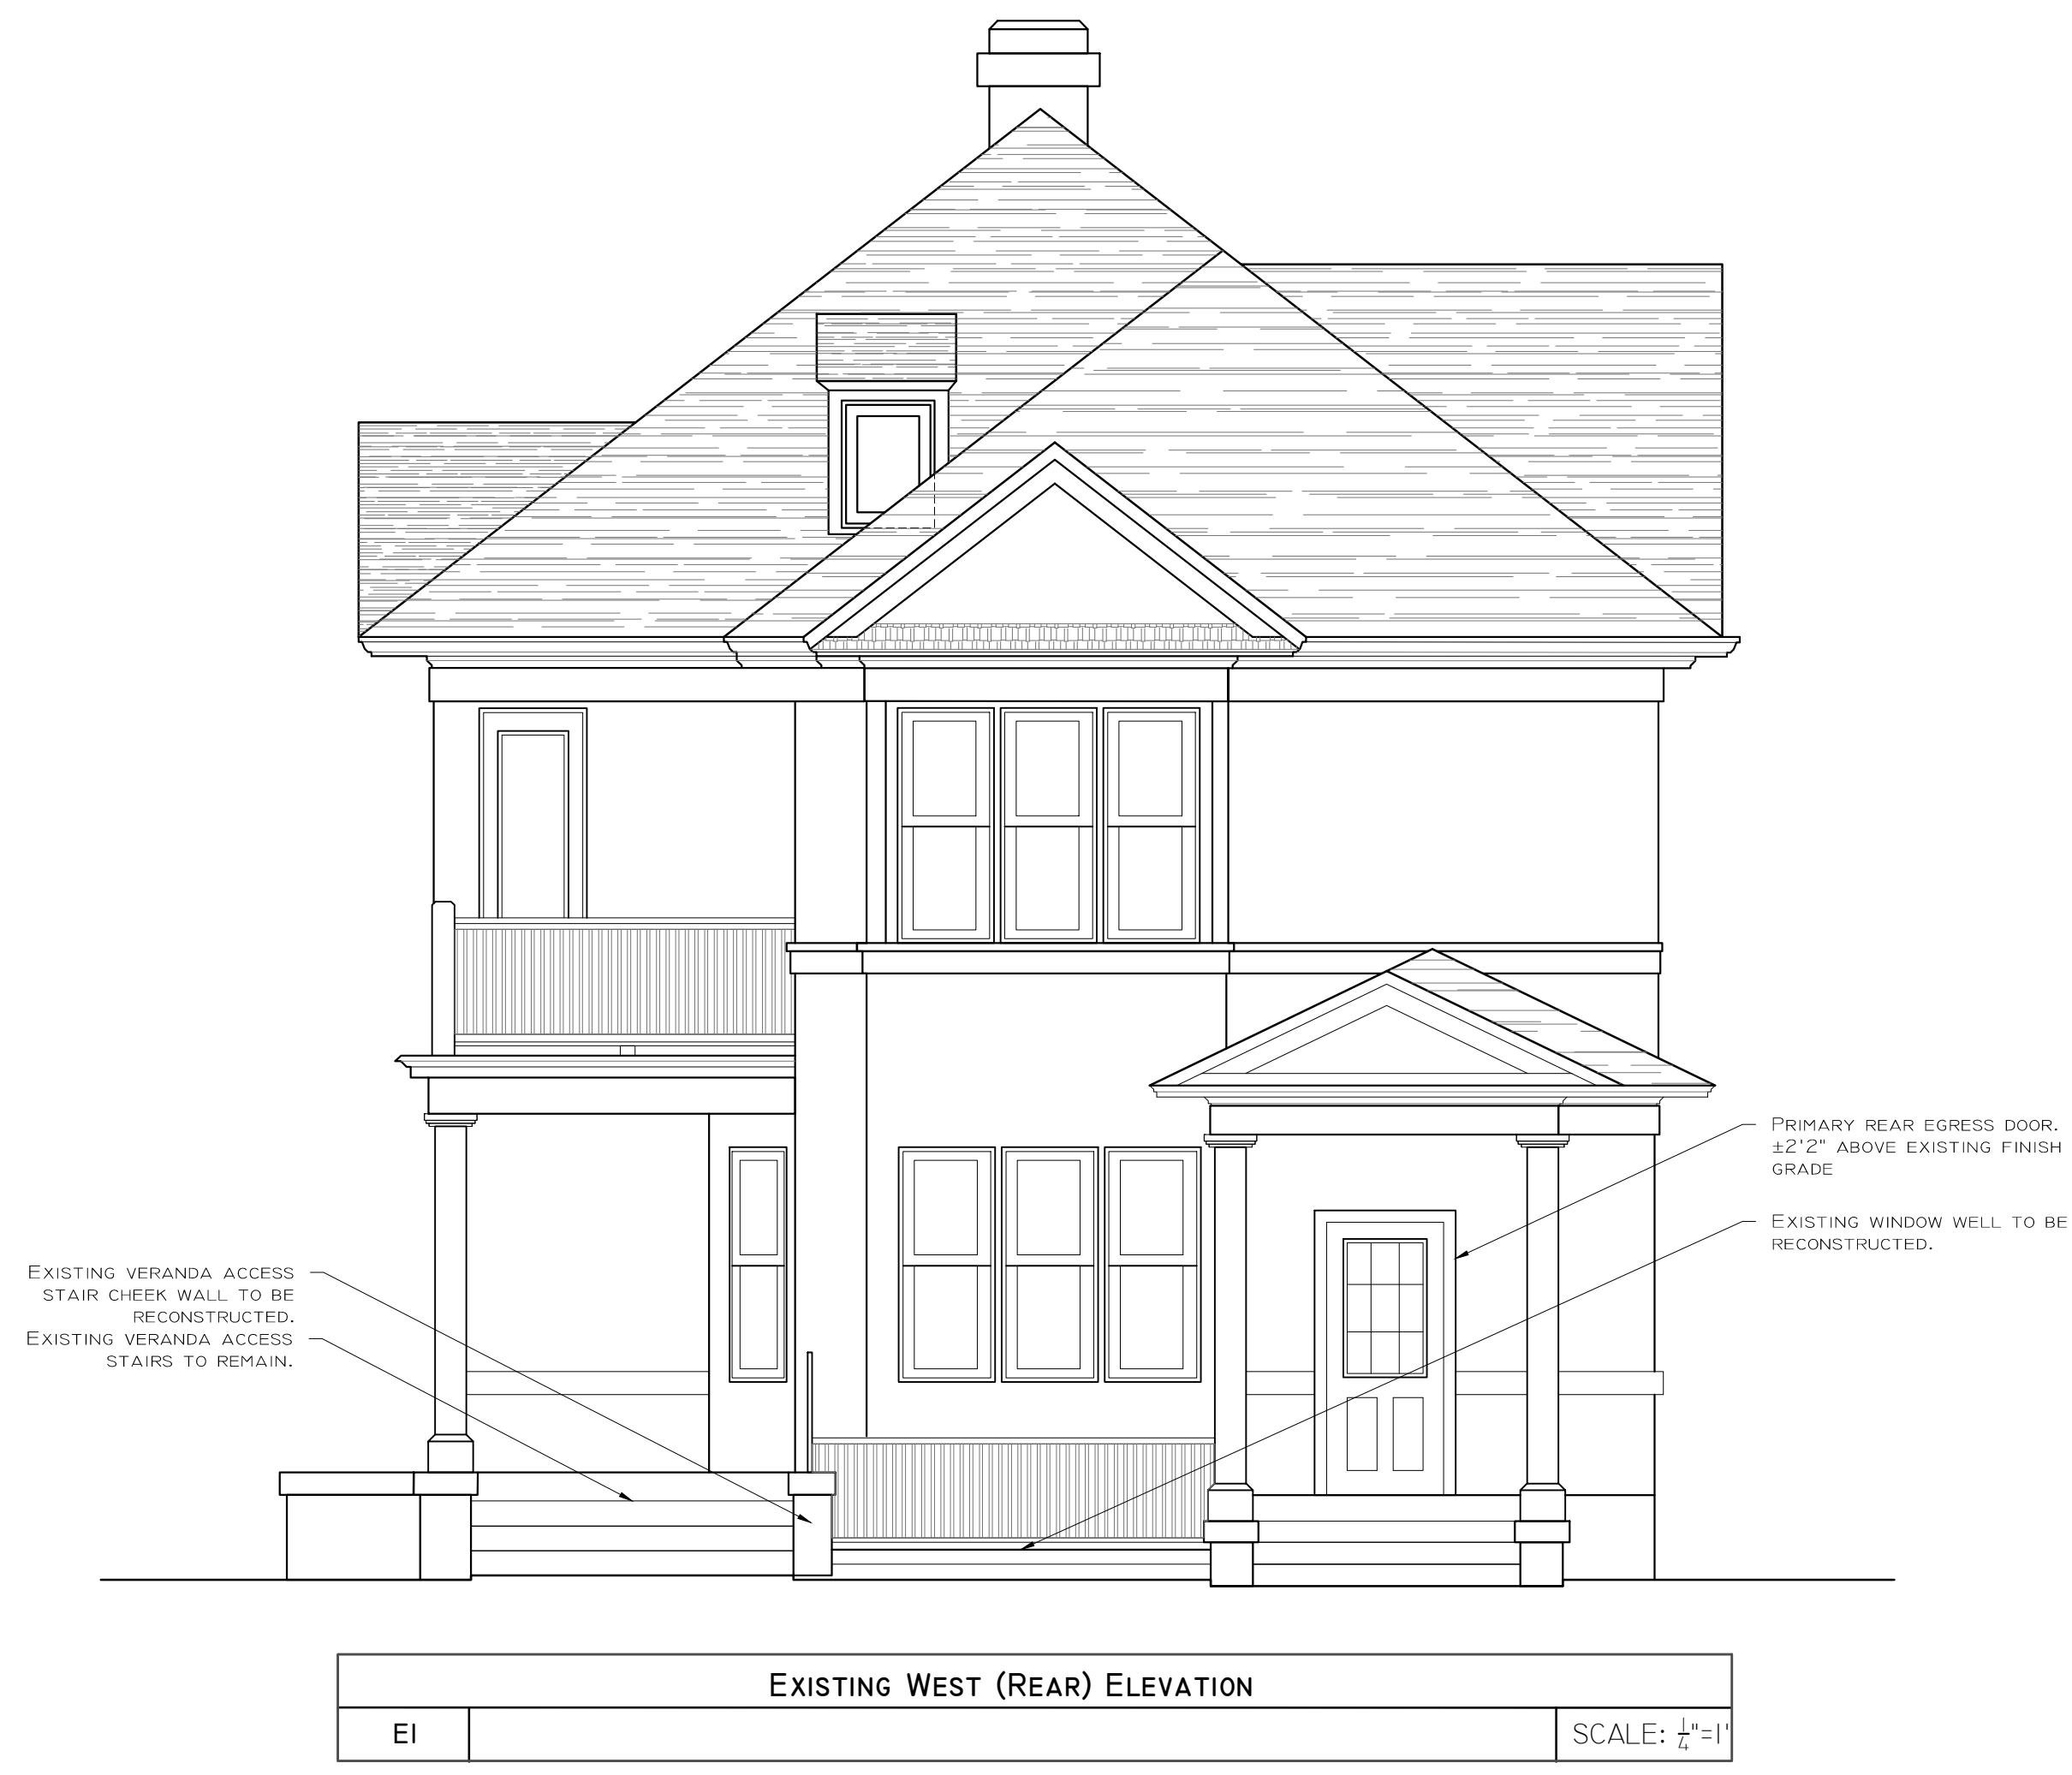 PRIMARY REAR EGRESS DOOR.
±2'2" ABOVE EXISTING FINISH
GRADE
EXISTING WINDOW WELL TO BE
RECONSTRUCTED.
EXISTING VERANDA ACCESS
STAIR CHEEK WALL TO BE
RECONSTRUCTED.
EXISTING VERANDA ACCESS
STAIRS TO REMAIN.
EXISTING WEST (REAR) ELEVATION
E1
SCALE: 1/4"=1'